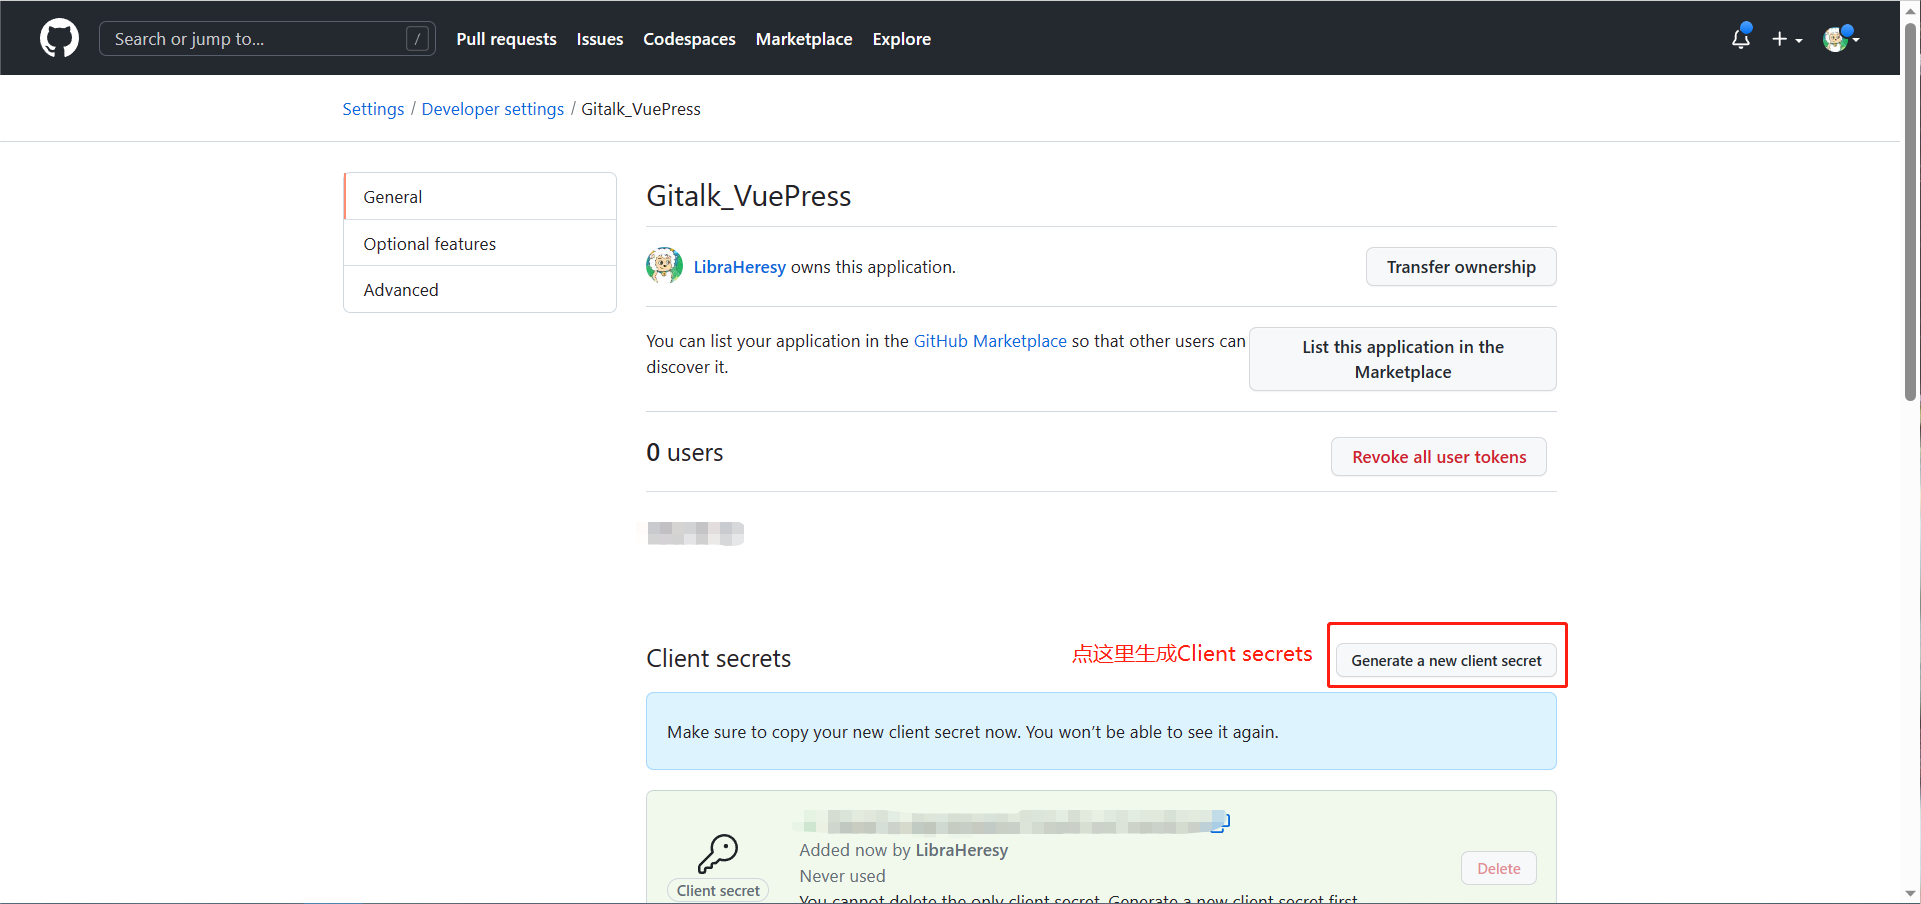 Search or jump to... /
Pull requests Issues Codespaces Marketplace Explore
Settings / Developer settings / Gitalk_VuePress
General
Optional features
Advanced
Gitalk_VuePress
LibraHeresy owns this application.
Transfer ownership
You can list your application in the GitHub Marketplace so that other users can
discover it.
List this application in the
Marketplace
0 users
Revoke all user tokens
Client secrets
点这里生成Client secrets
Generate a new client secret
Make sure to copy your new client secret now. You won’t be able to see it again.
Added now by LibraHeresy
Never used
Client secret
Delete
You cannot delete the only client secret. Generate a new client secret first.